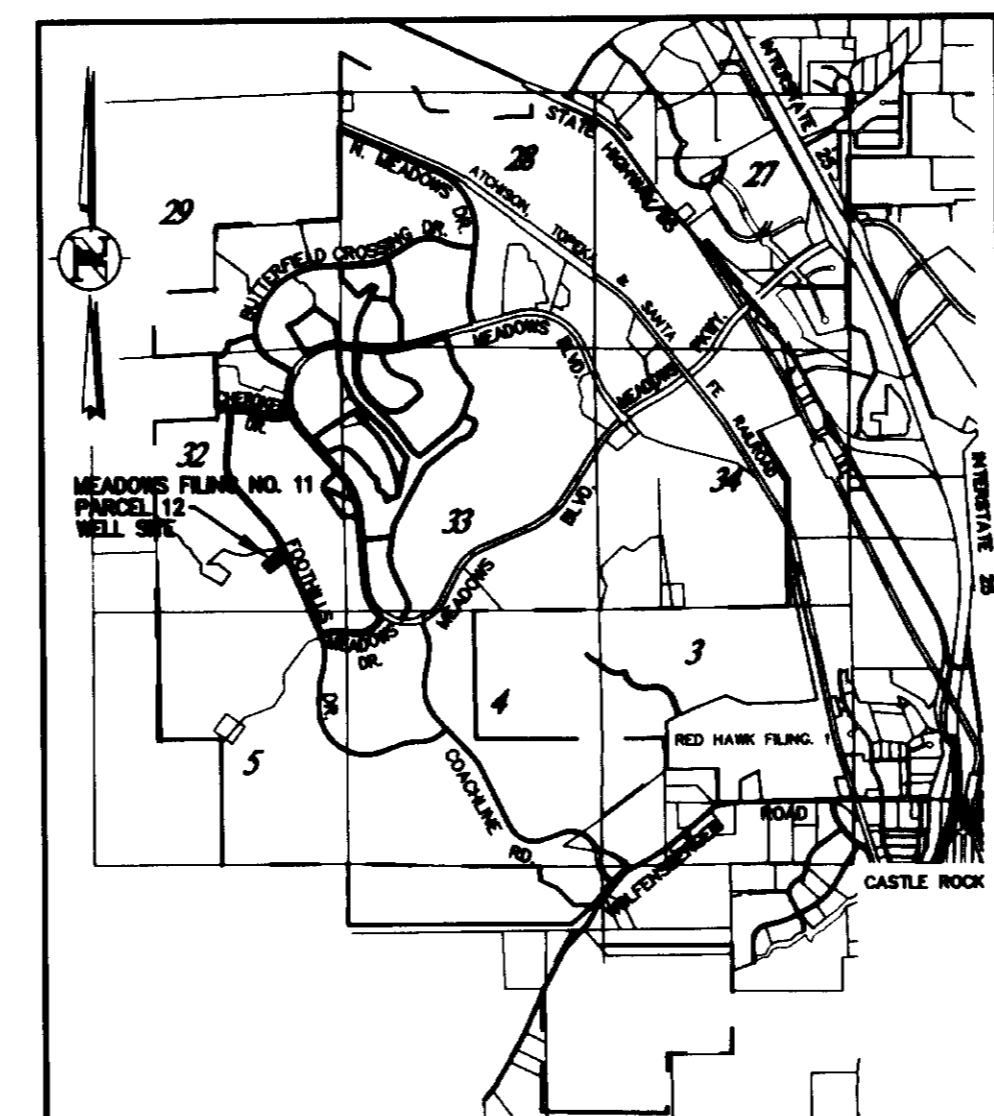 INTERSTATE 25
STATE HIGHWAY 85
28
27
N. MEADOWS DR.
ATCHISON, TOPEKA & SANTA FE RAILROAD
29
N
BUTTERFIELD CROSSING DR.
MEADOWS BLVD.
MEADOWS PKWY.
CHEROKEE DR.
32
34
INTERSTATE 25
MEADOWS FILING NO. 11
PARCEL 12
WELL SITE
33
MEADOWS BLVD.
FOOTHILLS DR.
MEADOWS DR.
3
4
RED HAWK FILING. 1
5
COACHLINE RD.
WOLFENSBERGER ROAD
CASTLE ROCK